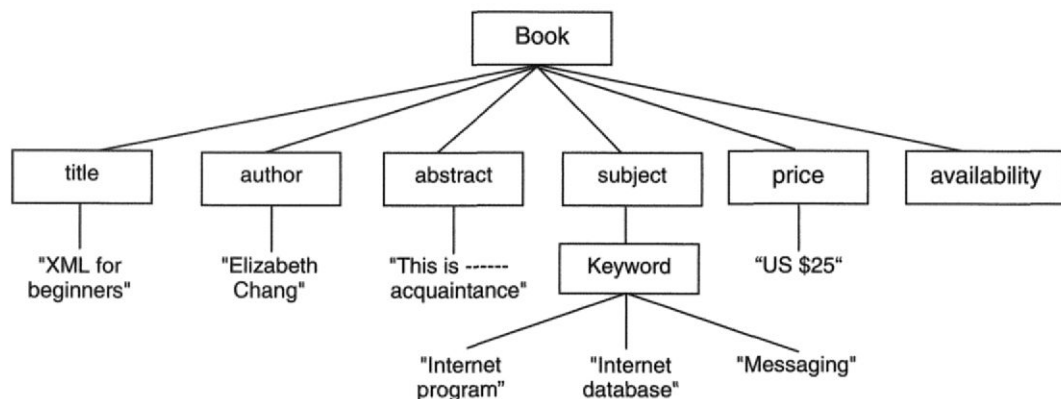 Book
title
author
abstract
subject
price
availability
"XML for
beginners"
"Elizabeth
Chang"
"This is ------
acquaintance"
Keyword
“US $25“
"Internet
program”
"Internet
database"
"Messaging"